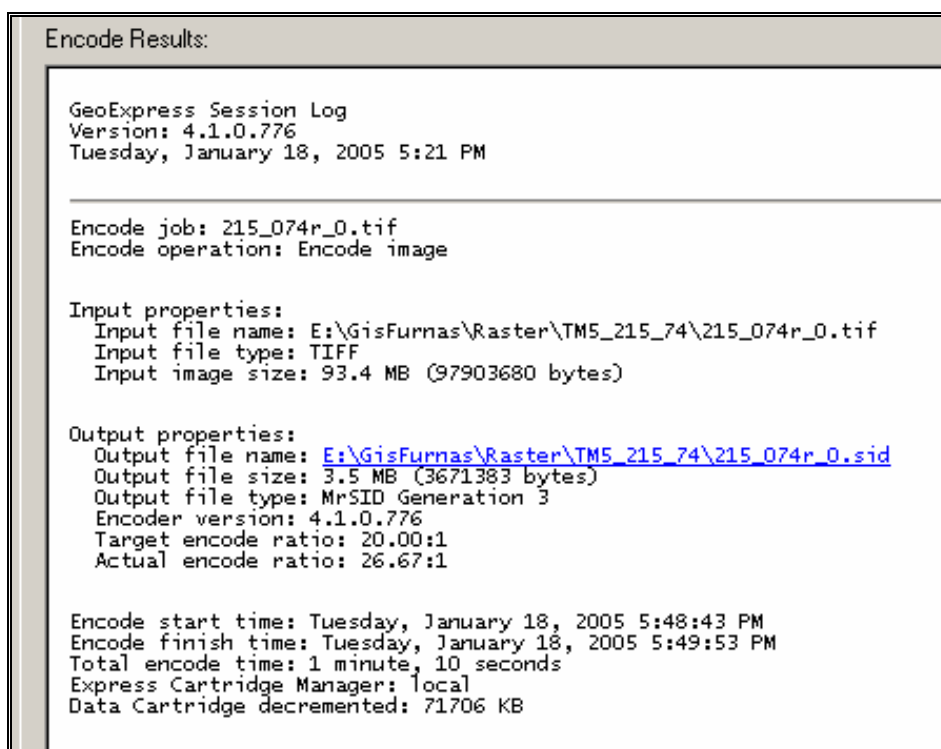 Encode Results:
GeoExpress Session Log
Version: 4.1.0.776
Tuesday, January 18, 2005 5:21 PM
Encode job: 215_074r_0.tif
Encode operation: Encode image
Input properties:
Input file name: E:\GisFurnas\Raster\TM5_215_74\215_074r_0.tif
Input file type: TIFF
Input image size: 93.4 MB (97903680 bytes)
Output properties:
Output file name: E:\GisFurnas\Raster\TM5_215_74\215_074r_0.sid
Output file size: 3.5 MB (3671383 bytes)
Output file type: MrSID Generation 3
Encoder version: 4.1.0.776
Target encode ratio: 20.00:1
Actual encode ratio: 26.67:1
Encode start time: Tuesday, January 18, 2005 5:48:43 PM
Encode finish time: Tuesday, January 18, 2005 5:49:53 PM
Total encode time: 1 minute, 10 seconds
Express Cartridge Manager: local
Data Cartridge decremented: 71706 KB